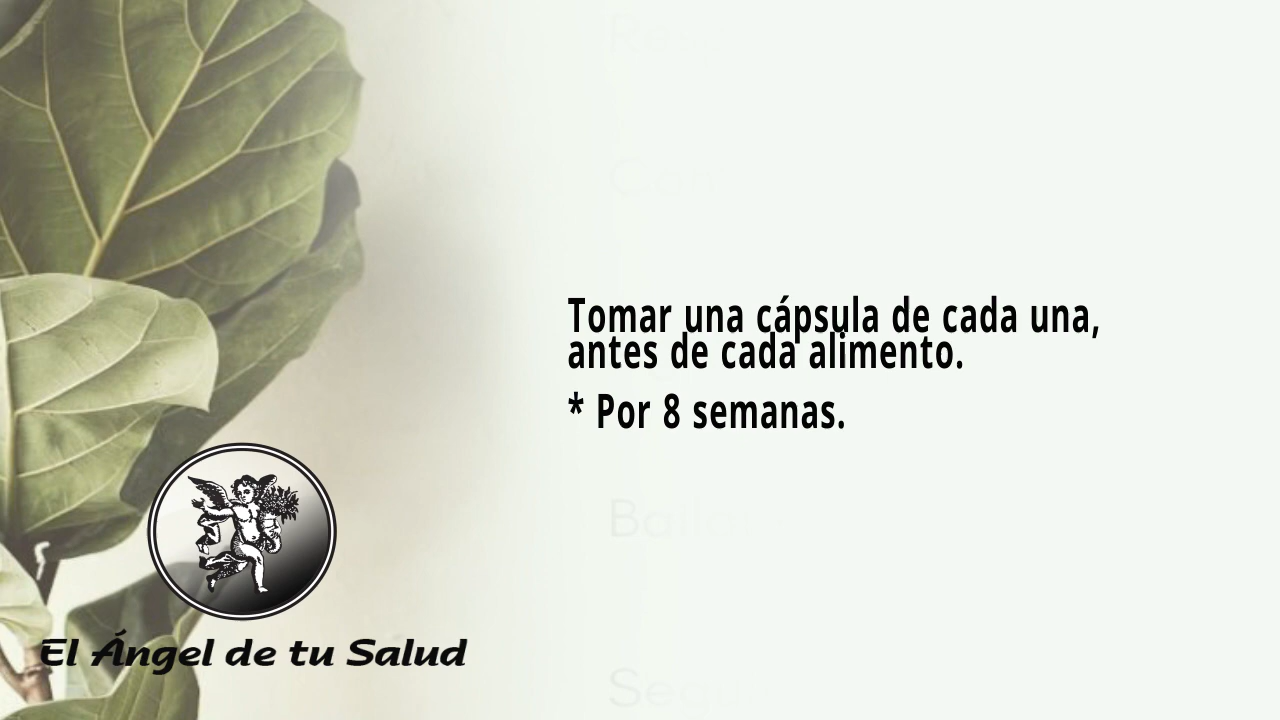 Tomar una cápsula de cada una,
antes de cada alimento.
* Por 8 semanas.
El Ángel de tu Salud